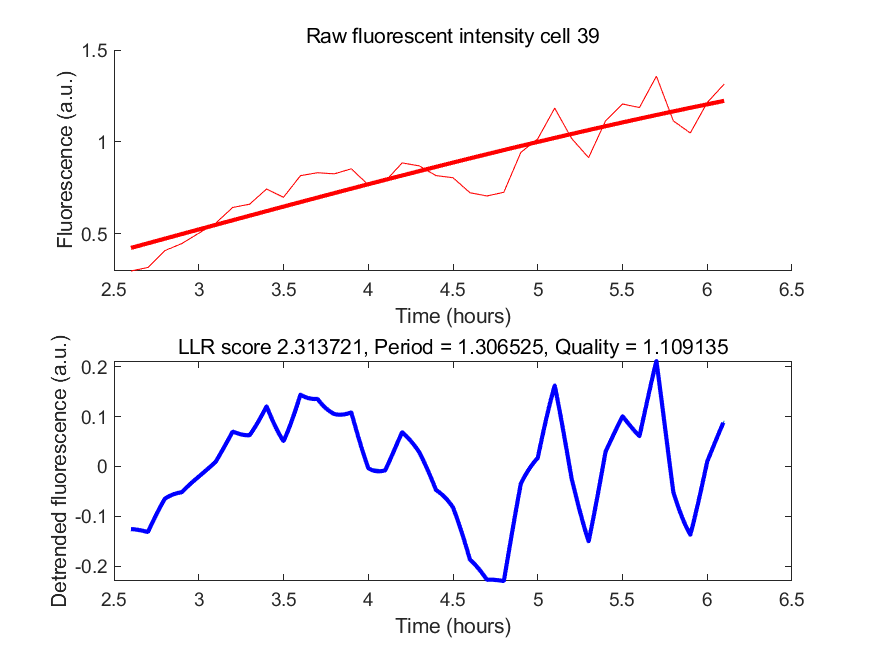 Raw fluorescent intensity cell 39
Fluorescence (a.u.)
1.5
1
0.5
2.5 3 3.5 4 4.5 5 5.5 6 6.5
Time (hours)
LLR score 2.313721, Period = 1.306525, Quality = 1.109135
Detrended fluorescence (a.u.)
0.2
0.1
0
-0.1
-0.2
2.5 3 3.5 4 4.5 5 5.5 6 6.5
Time (hours)